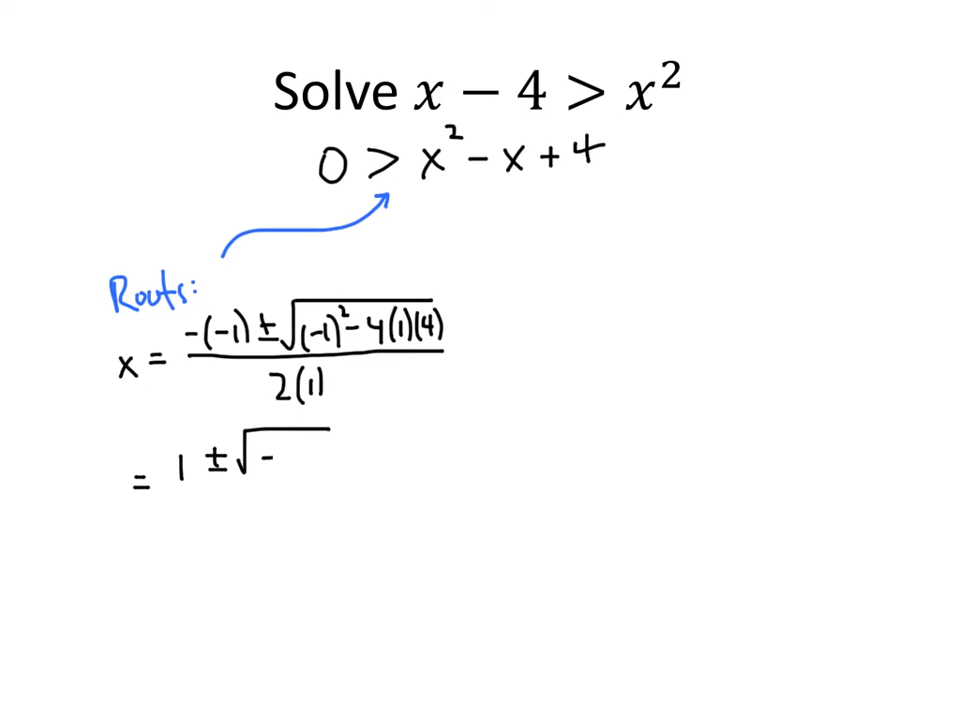 Solve x − 4 > x²
0 > x² - x + 4
Roots:
x = -(-1) ± √(-1)² - 4(1)(4)
2(1)
= 1 ± √-